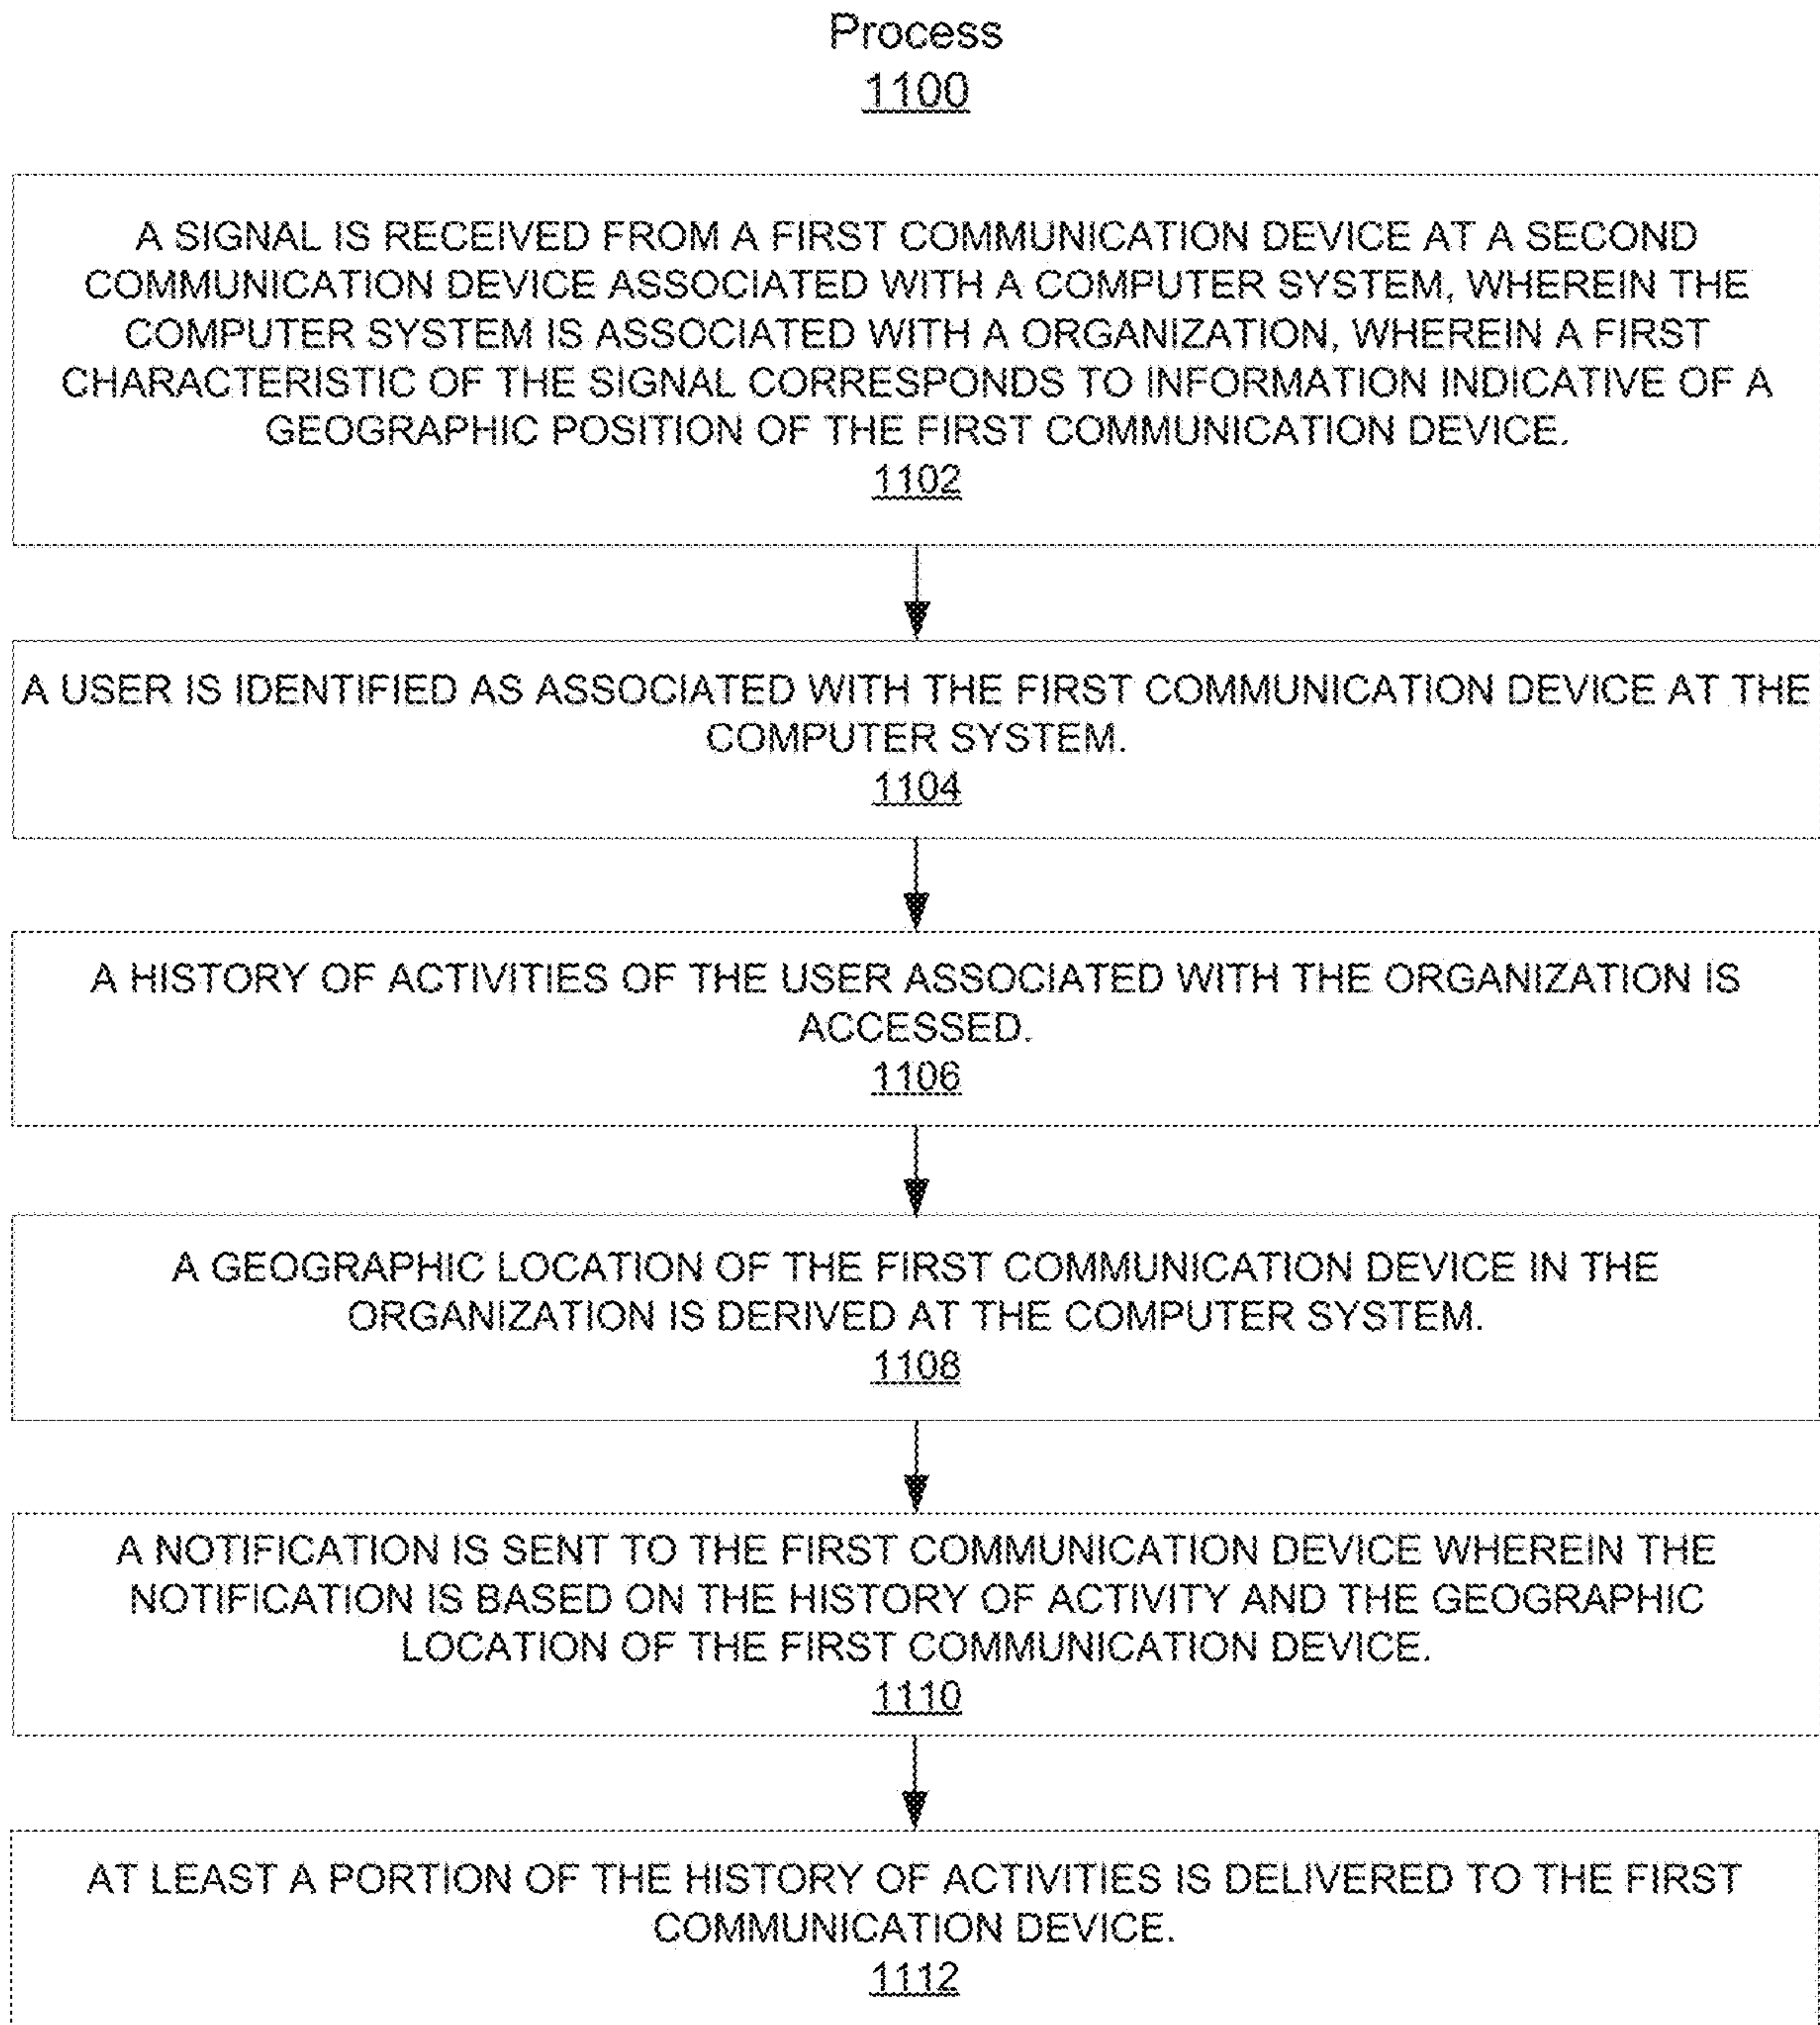 Process
1100
A SIGNAL IS RECEIVED FROM A FIRST COMMUNICATION DEVICE AT A SECOND
COMMUNICATION DEVICE ASSOCIATED WITH A COMPUTER SYSTEM, WHEREIN THE
COMPUTER SYSTEM IS ASSOCIATED WITH A ORGANIZATION, WHEREIN A FIRST
CHARACTERISTIC OF THE SIGNAL CORRESPONDS TO INFORMATION INDICATIVE OF A
GEOGRAPHIC POSITION OF THE FIRST COMMUNICATION DEVICE.
1102
A USER IS IDENTIFIED AS ASSOCIATED WITH THE FIRST COMMUNICATION DEVICE AT THE
COMPUTER SYSTEM.
1104
A HISTORY OF ACTIVITIES OF THE USER ASSOCIATED WITH THE ORGANIZATION IS
ACCESSED.
1106
A GEOGRAPHIC LOCATION OF THE FIRST COMMUNICATION DEVICE IN THE
ORGANIZATION IS DERIVED AT THE COMPUTER SYSTEM.
1108
A NOTIFICATION IS SENT TO THE FIRST COMMUNICATION DEVICE WHEREIN THE
NOTIFICATION IS BASED ON THE HISTORY OF ACTIVITY AND THE GEOGRAPHIC
LOCATION OF THE FIRST COMMUNICATION DEVICE.
1110
AT LEAST A PORTION OF THE HISTORY OF ACTIVITIES IS DELIVERED TO THE FIRST
COMMUNICATION DEVICE.
1112